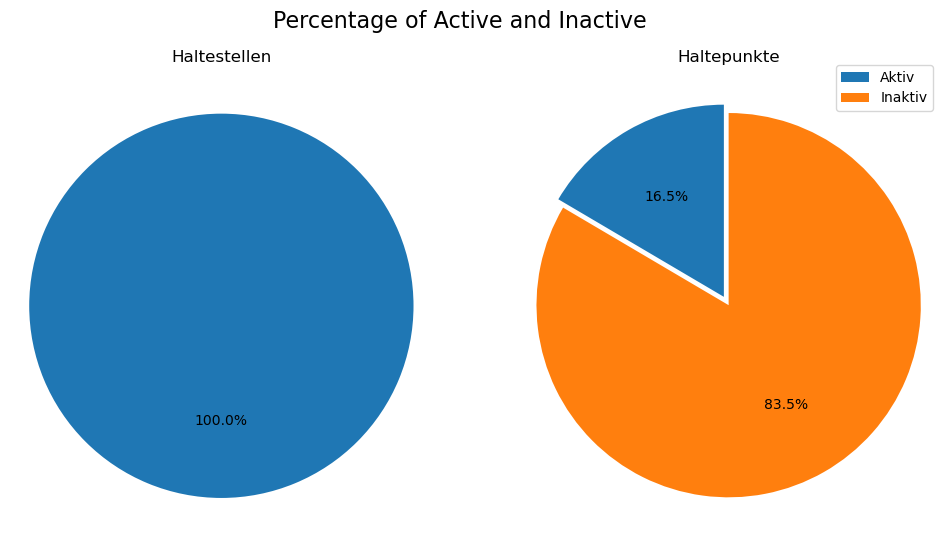 Percentage of Active and Inactive
Haltestellen
Haltepunkte
Aktiv
Inaktiv
16.5%
83.5%
100.0%